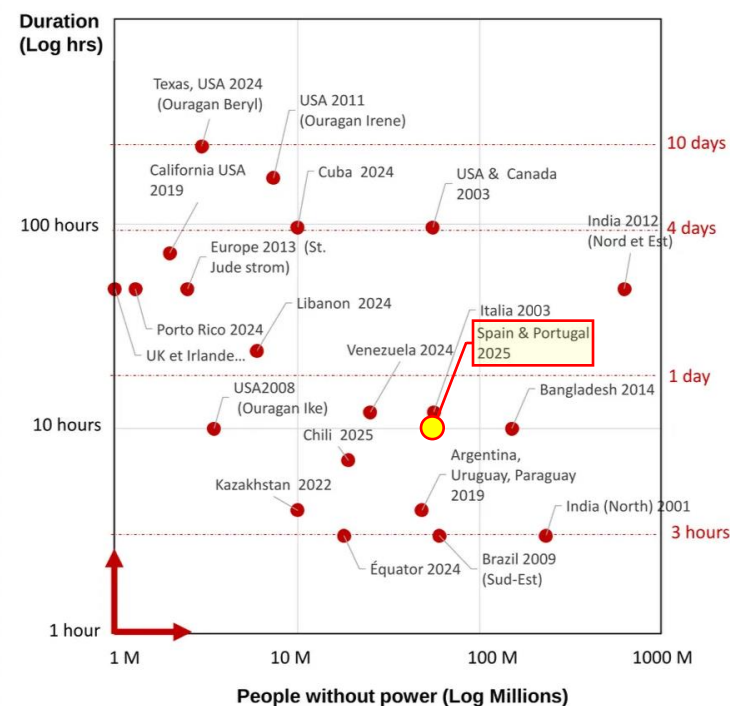 Duration
(Log hrs)
Texas, USA 2024
(Ouragan Beryl)
USA 2011
(Ouragan Irene)
10 days
California USA
2019
Cuba 2024
USA & Canada
2003
100 hours
India 2012
(Nord et Est)
4 days
Europe 2013 (St.
Jude strom)
Libanon 2024
Italia 2003
Porto Rico 2024
UK et Irlande...
Venezuela 2024
Spain & Portugal
2025
1 day
USA2008
(Ouragan Ike)
Bangladesh 2014
10 hours
Chili 2025
Argentina,
Uruguay, Paraguay
2019
Kazakhstan 2022
India (North) 2001
3 hours
Équator 2024
Brazil 2009
(Sud-Est)
1 hour
1 M
10 M
100 M
1000 M
People without power (Log Millions)